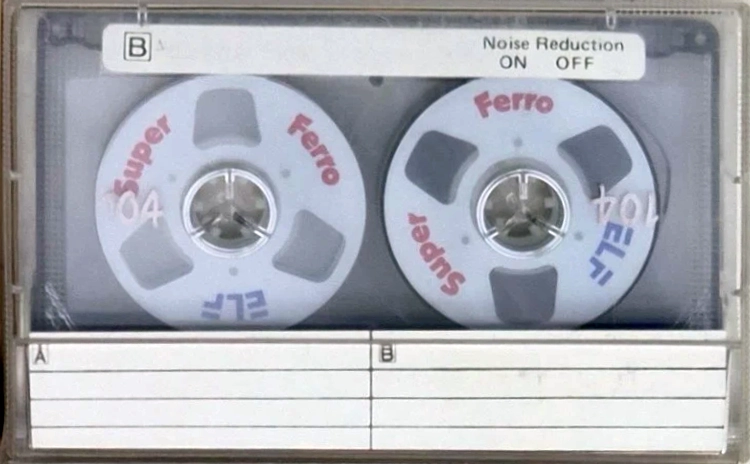 B
Noise Reduction
ON OFF
Super
Ferro
ELF
104
Ferro
Super
ELF
104
A
B